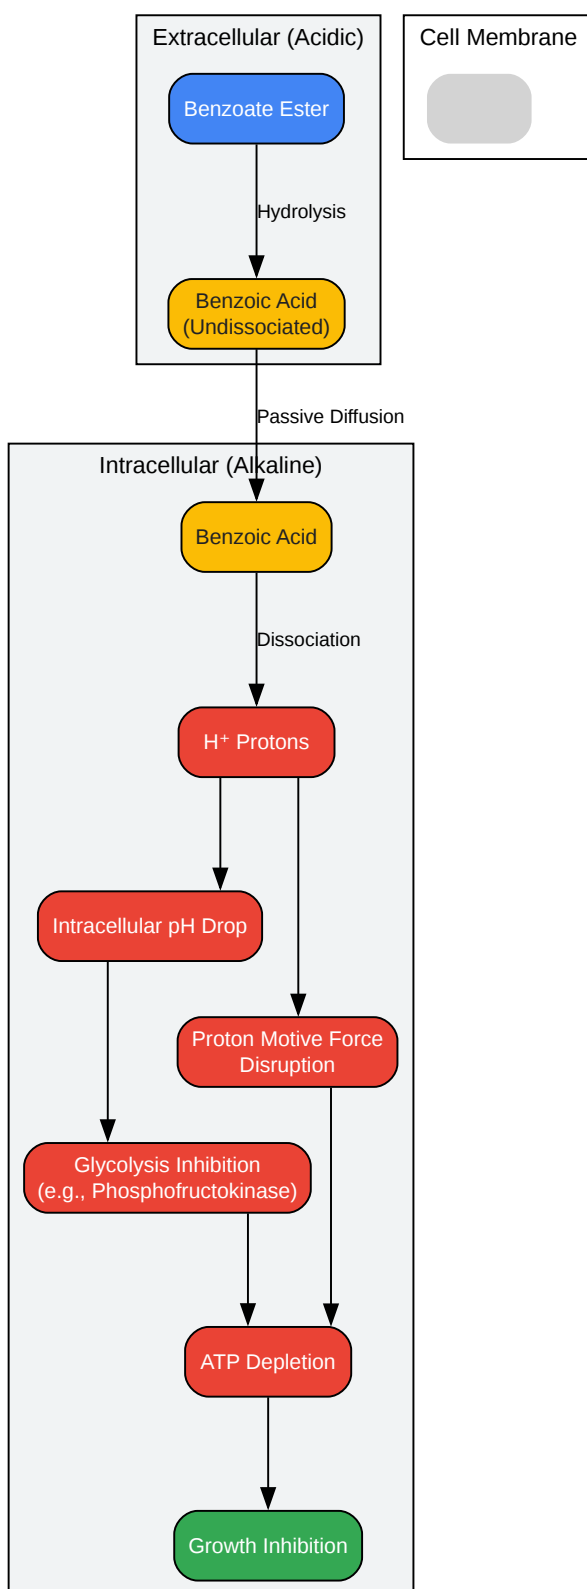 Extracellular (Acidic)
Cell Membrane
Benzoate Ester
Hydrolysis
Benzoic Acid
(Undissociated)
Passive Diffusion
Intracellular (Alkaline)
Benzoic Acid
Dissociation
H⁺ Protons
Intracellular pH Drop
Proton Motive Force
Disruption
Glycolysis Inhibition
(e.g., Phosphofructokinase)
ATP Depletion
Growth Inhibition